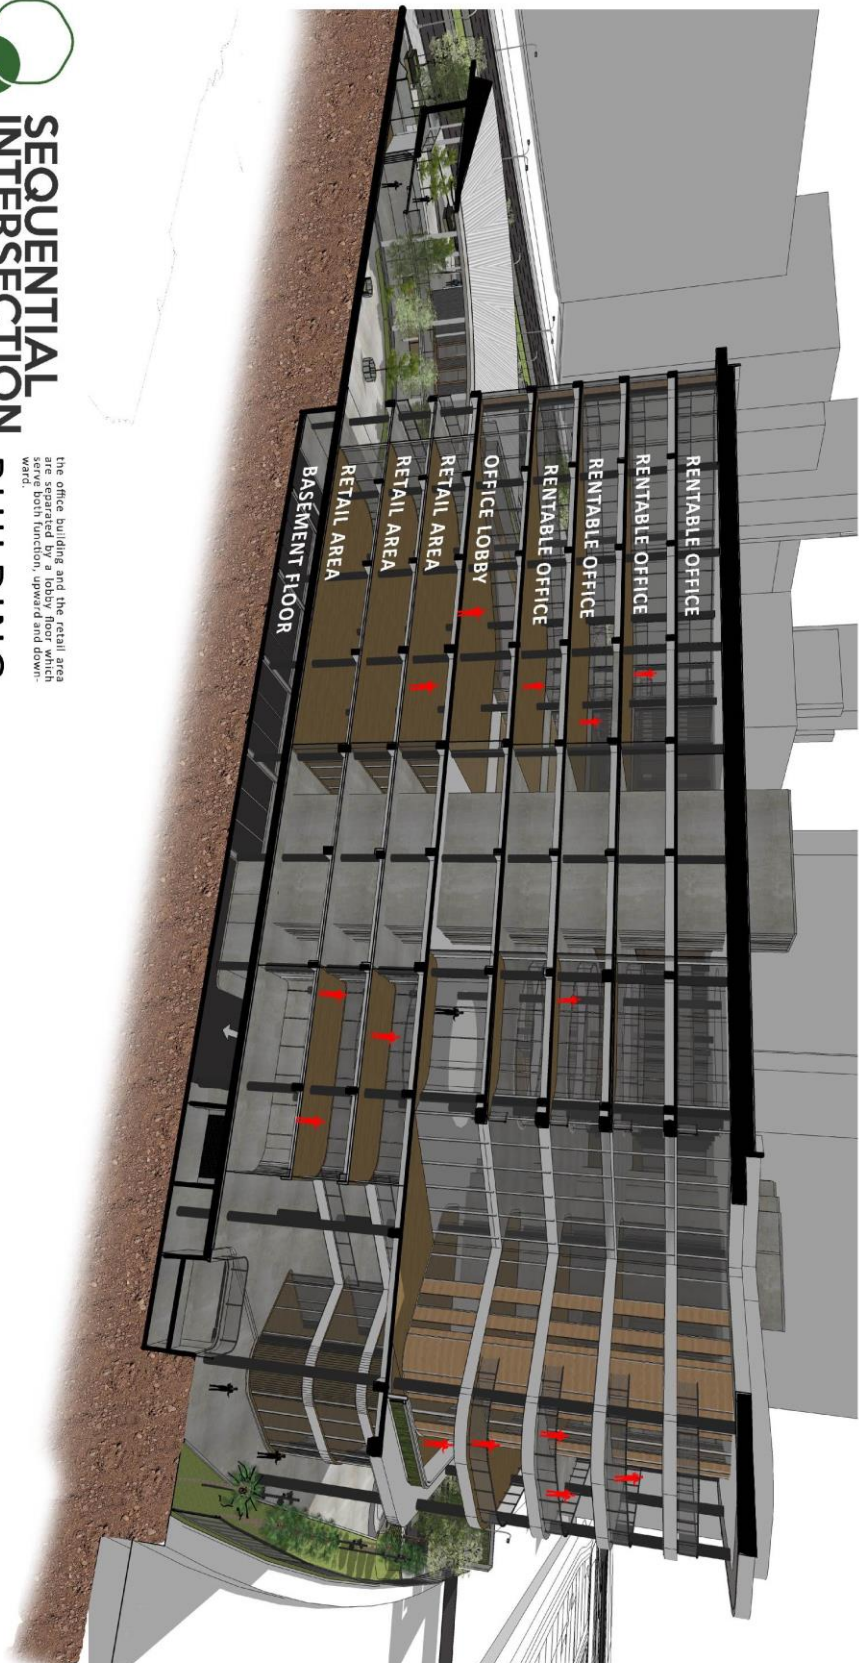 RENTABLE OFFICE
RENTABLE OFFICE
RENTABLE OFFICE
RENTABLE OFFICE
OFFICE LOBBY
RETAIL AREA
RETAIL AREA
RETAIL AREA
BASEMENT FLOOR
SEQUENTIAL
INTERSECTION
the office building and the retail area
are separated by a lobby floor which
serve both function, upward and down-
ward.